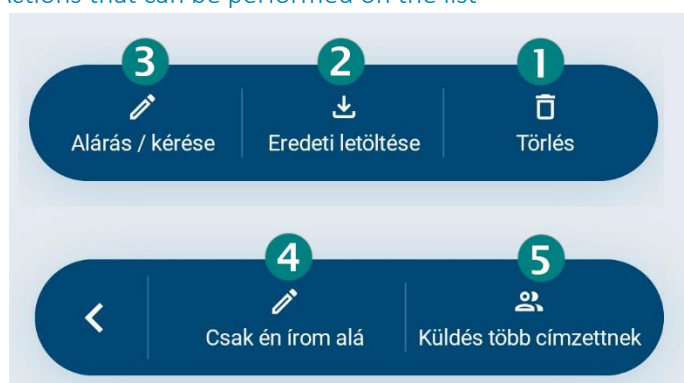 Actions that can be performed on the list
3 2 1
Alárás / kérése Eredeti letöltése Törlés
4 5
Csak én írom alá Küldés több címzettnek